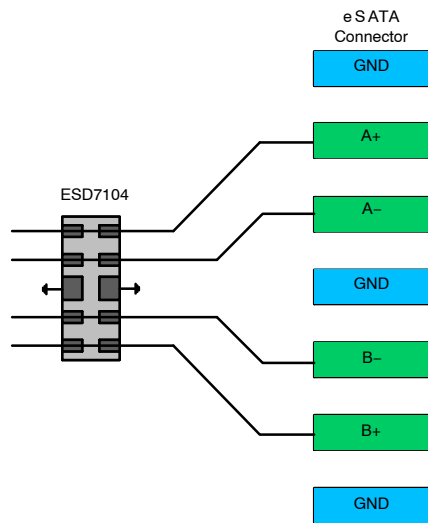 eSATA
Connector
GND
A+
ESD7104
A−
GND
B−
B+
GND